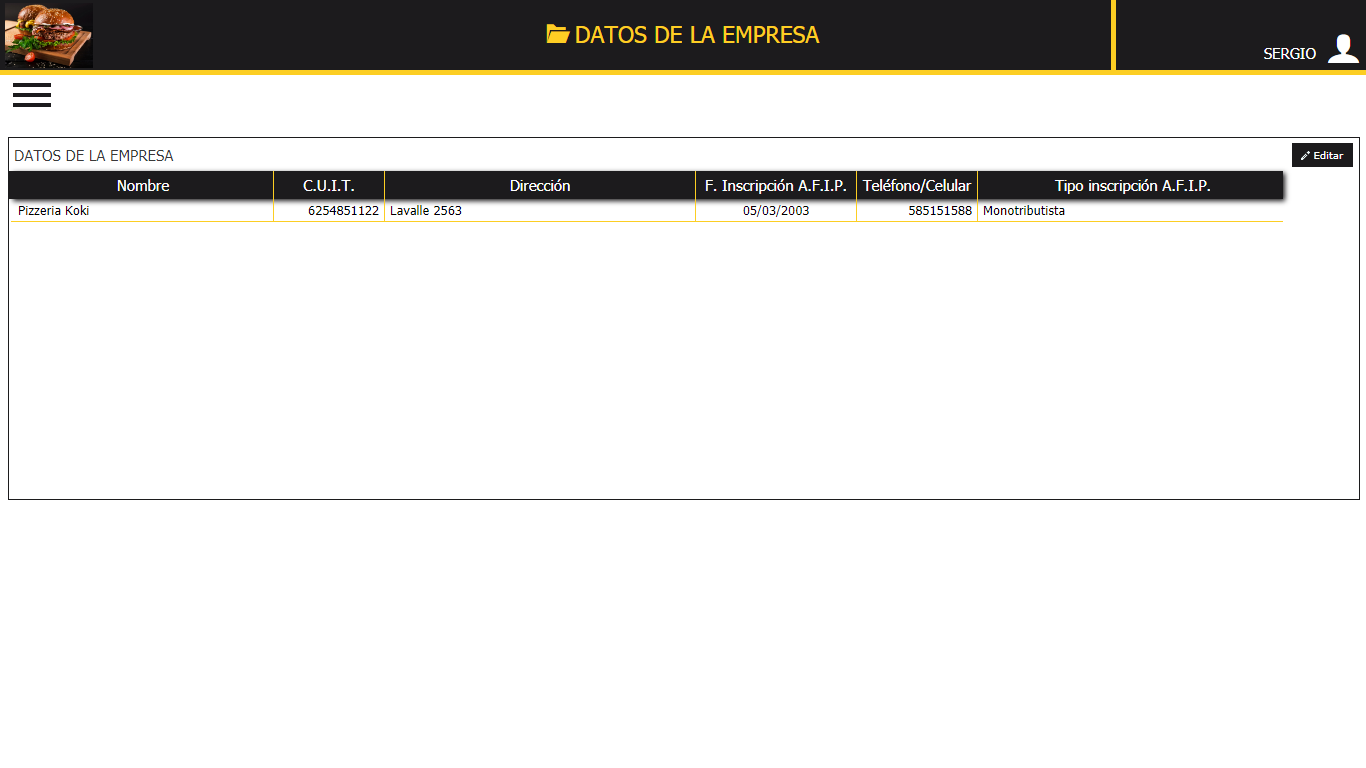 DATOS DE LA EMPRESA
SERGIO
DATOS DE LA EMPRESA
Editar
Nombre C.U.I.T. Dirección F. Inscripción A.F.I.P. Teléfono/Celular Tipo inscripción A.F.I.P.
Pizzeria Koki 6254851122 Lavalle 2563 05/03/2003 585151588 Monotributista